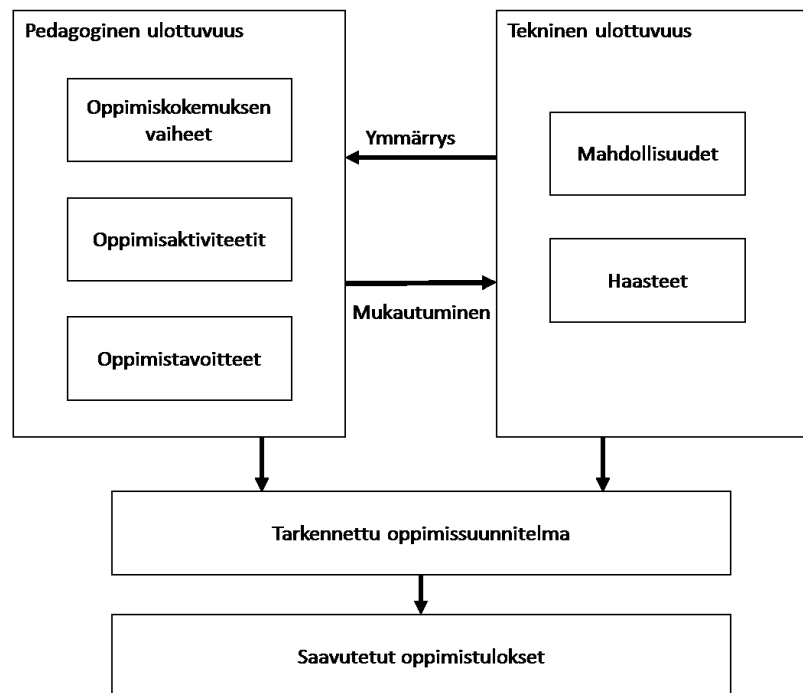 Pedagoginen ulottuvuus
Oppimiskokemuksen
vaiheet
Oppimisaktiviteetit
Oppimistavoitteet
Ymmärrys
Mukautuminen
Tekninen ulottuvuus
Mahdollisuudet
Haasteet
Tarkennettu oppimissuunnitelma
Saavutetut oppimistulokset